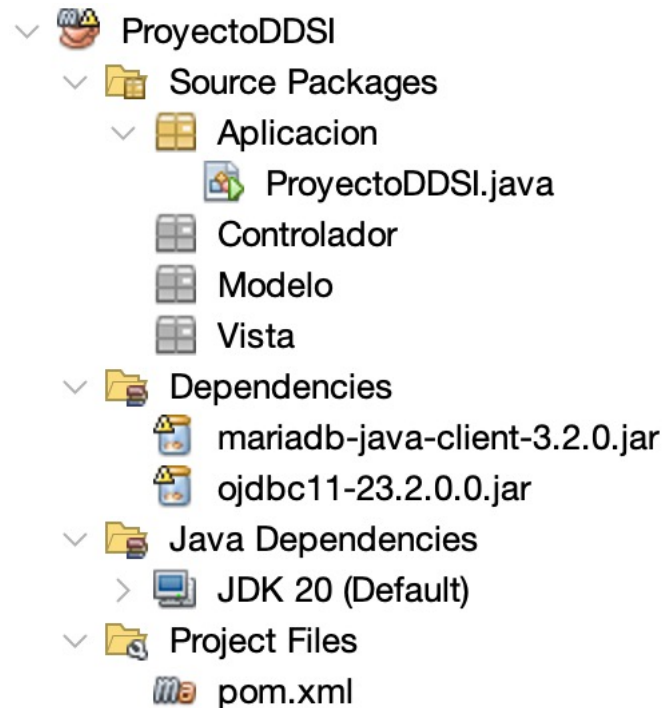 ProyectoDDSI
Source Packages
Aplicacion
ProyectoDDSI.java
Controlador
Modelo
Vista
Dependencies
mariadb-java-client-3.2.0.jar
ojdbc11-23.2.0.0.jar
Java Dependencies
JDK 20 (Default)
Project Files
pom.xml